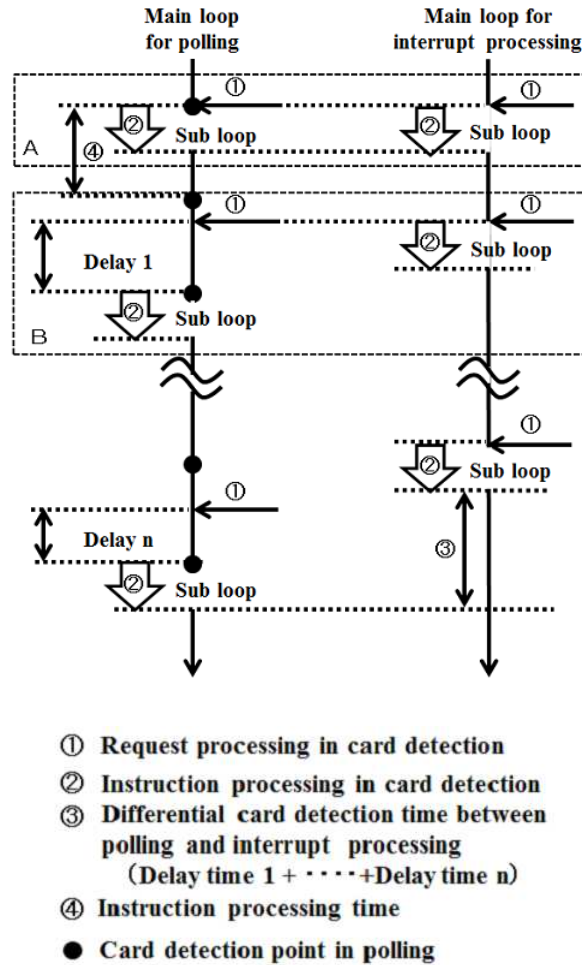 Main loop
for polling
Main loop for
interrupt processing
①
①
②
Sub loop
②
Sub loop
A
④
①
①
②
Sub loop
Delay 1
②
Sub loop
B
①
②
Sub loop
①
Delay n
③
②
Sub loop
① Request processing in card detection
② Instruction processing in card detection
③ Differential card detection time between
polling and interrupt processing
(Delay time 1 + ‥‥+Delay time n)
④ Instruction processing time
● Card detection point in polling